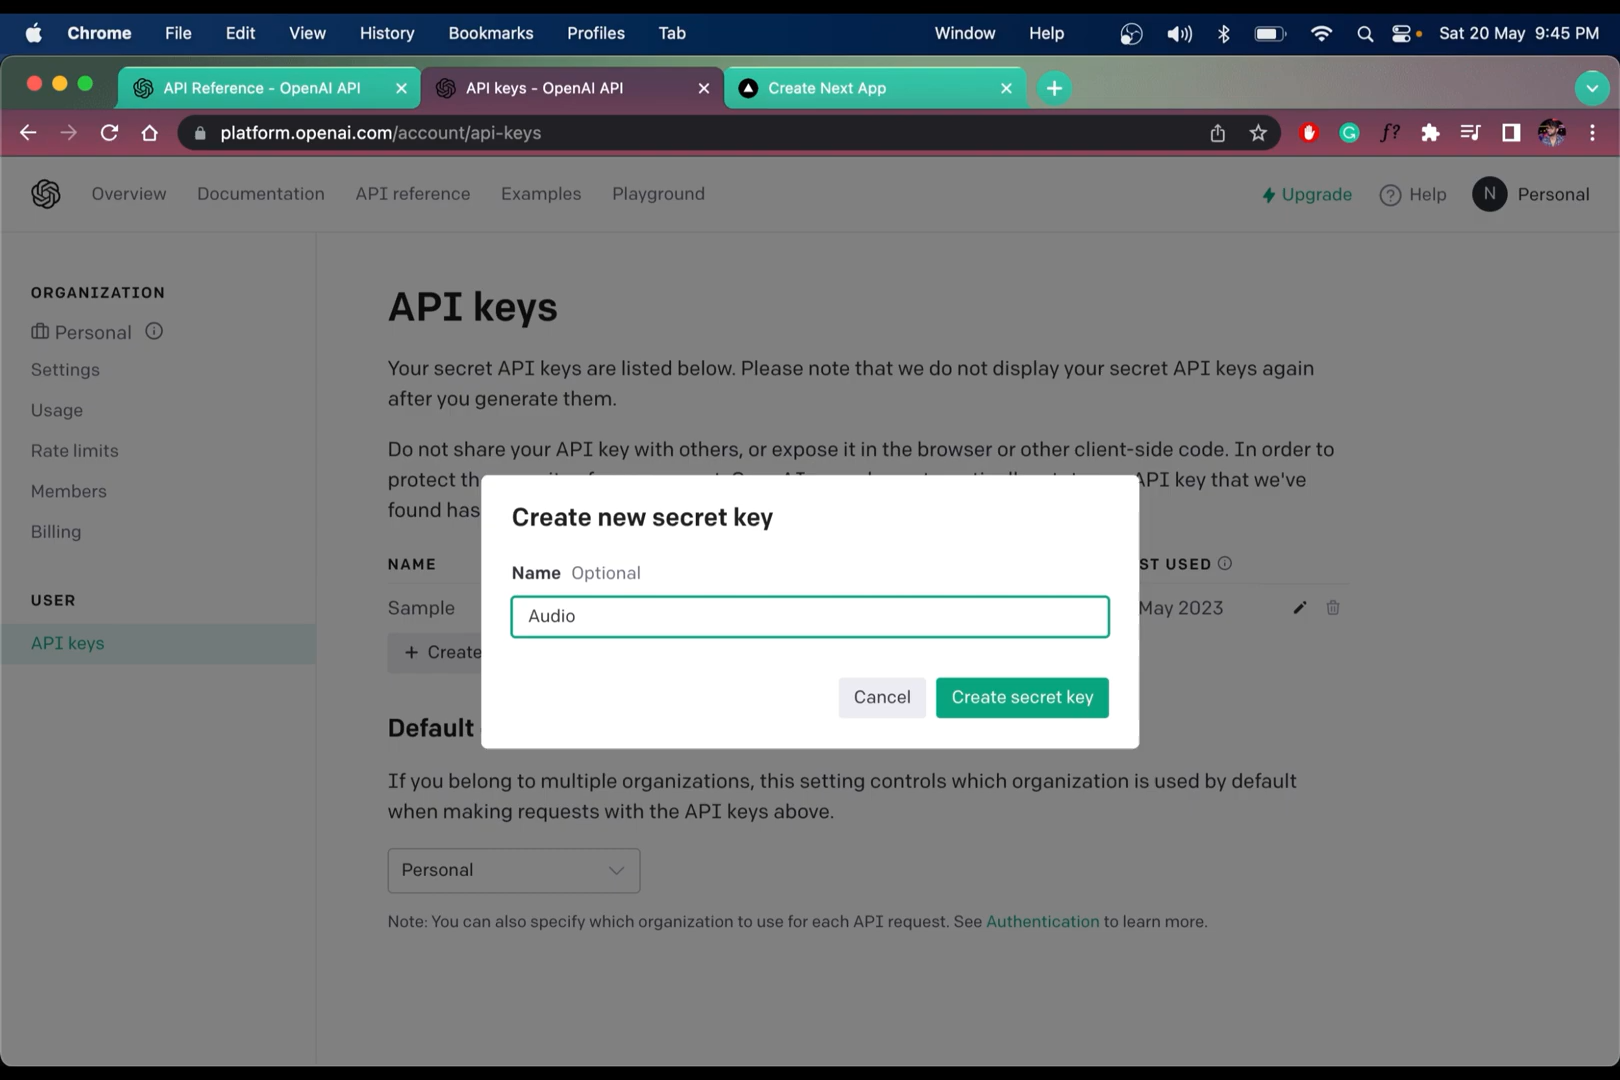 Chrome File Edit View History Bookmarks Profiles Tab Window Help Sat 20 May 9:45 PM
API Reference - OpenAI API API keys - OpenAI API Create Next App
platform.openai.com/account/api-keys
Overview Documentation API reference Examples Playground Upgrade Help N Personal
ORGANIZATION
Personal
Settings
Usage
Rate limits
Members
Billing
USER
API keys
API keys
Your secret API keys are listed below. Please note that we do not display your secret API keys again
after you generate them.
Do not share your API key with others, or expose it in the browser or other client-side code. In order to
protect API key that we've
found has
NAME ST USED
Sample May 2023
+ Create
Create new secret key
Name Optional
Audio
Cancel Create secret key
Default
If you belong to multiple organizations, this setting controls which organization is used by default
when making requests with the API keys above.
Personal
Note: You can also specify which organization to use for each API request. See Authentication to learn more.